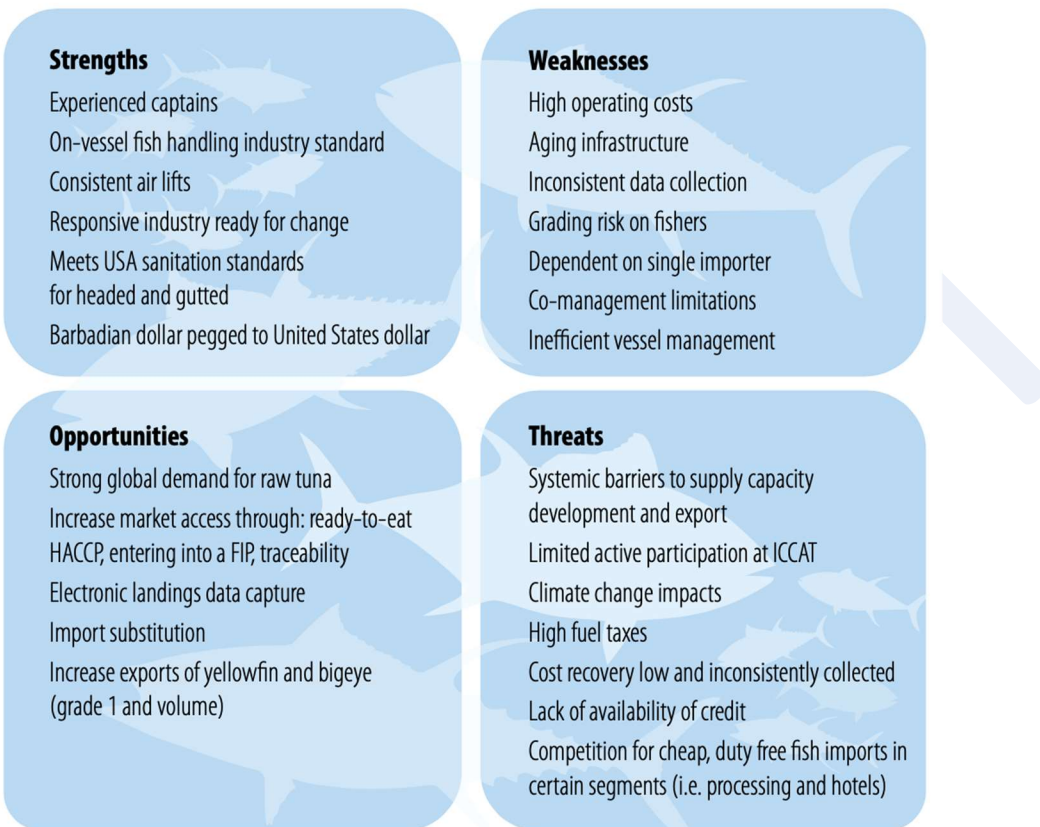 Strengths
Experienced captains
On-vessel fish handling industry standard
Consistent air lifts
Responsive industry ready for change
Meets USA sanitation standards
for headed and gutted
Barbadian dollar pegged to United States dollar
Weaknesses
High operating costs
Aging infrastructure
Inconsistent data collection
Grading risk on fishers
Dependent on single importer
Co-management limitations
Inefficient vessel management
Opportunities
Strong global demand for raw tuna
Increase market access through: ready-to-eat
HACCP, entering into a FIP, traceability
Electronic landings data capture
Import substitution
Increase exports of yellowfin and bigeye
(grade 1 and volume)
Threats
Systemic barriers to supply capacity
development and export
Limited active participation at ICCAT
Climate change impacts
High fuel taxes
Cost recovery low and inconsistently collected
Lack of availability of credit
Competition for cheap, duty free fish imports in
certain segments (i.e. processing and hotels)